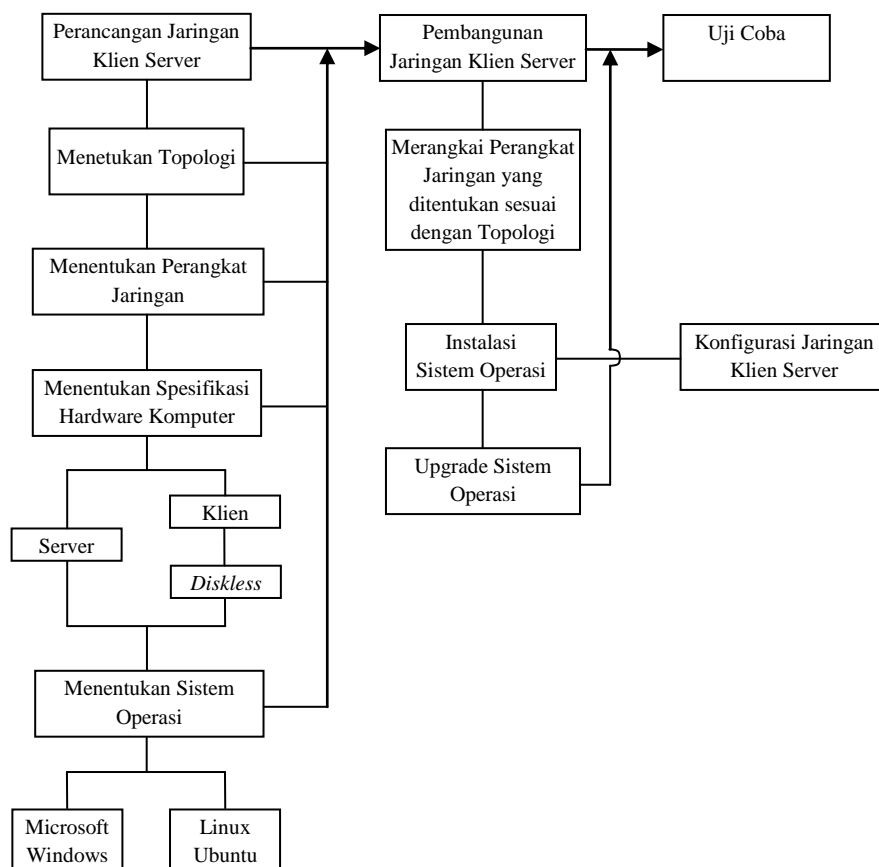 Perancangan Jaringan
Klien Server
Menetukan Topologi
Menentukan Perangkat
Jaringan
Menentukan Spesifikasi
Hardware Komputer
Server
Klien
Diskless
Menentukan Sistem
Operasi
Microsoft
Windows
Linux
Ubuntu
Pembangunan
Jaringan Klien Server
Merangkai Perangkat
Jaringan yang
ditentukan sesuai
dengan Topologi
Instalasi
Sistem Operasi
Konfigurasi Jaringan
Klien Server
Upgrade Sistem
Operasi
Uji Coba